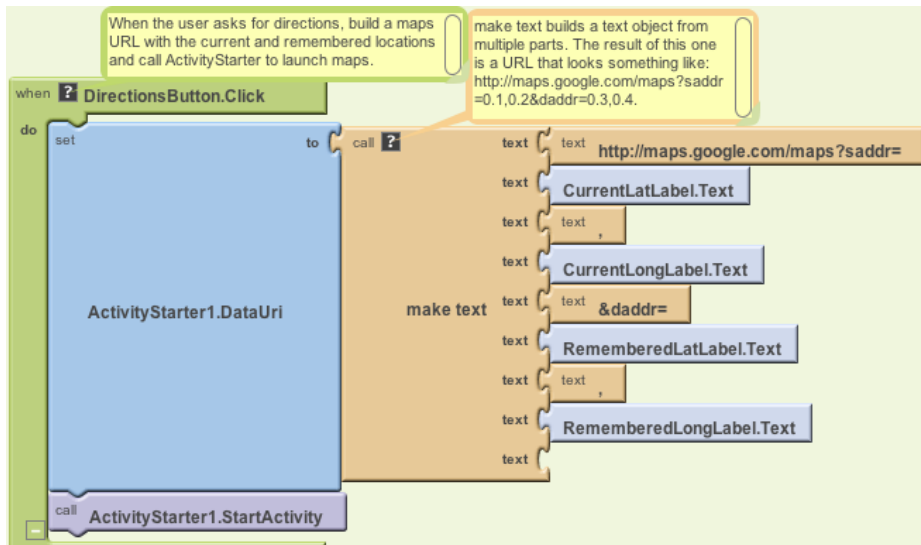 When the user asks for directions, build a maps
URL with the current and remembered locations
and call ActivityStarter to launch maps.
make text builds a text object from
multiple parts. The result of this one
is a URL that looks something like:
http://maps.google.com/maps?saddr
=0.1,0.2&daddr=0.3,0.4.
when ? DirectionsButton.Click
do
set
to
call ?
text
text http://maps.google.com/maps?saddr=
text
CurrentLatLabel.Text
text
text ,
text
CurrentLongLabel.Text
ActivityStarter1.DataUri
make text
text
text &daddr=
text
RememberedLatLabel.Text
text
text ,
text
RememberedLongLabel.Text
text
call ActivityStarter1.StartActivity